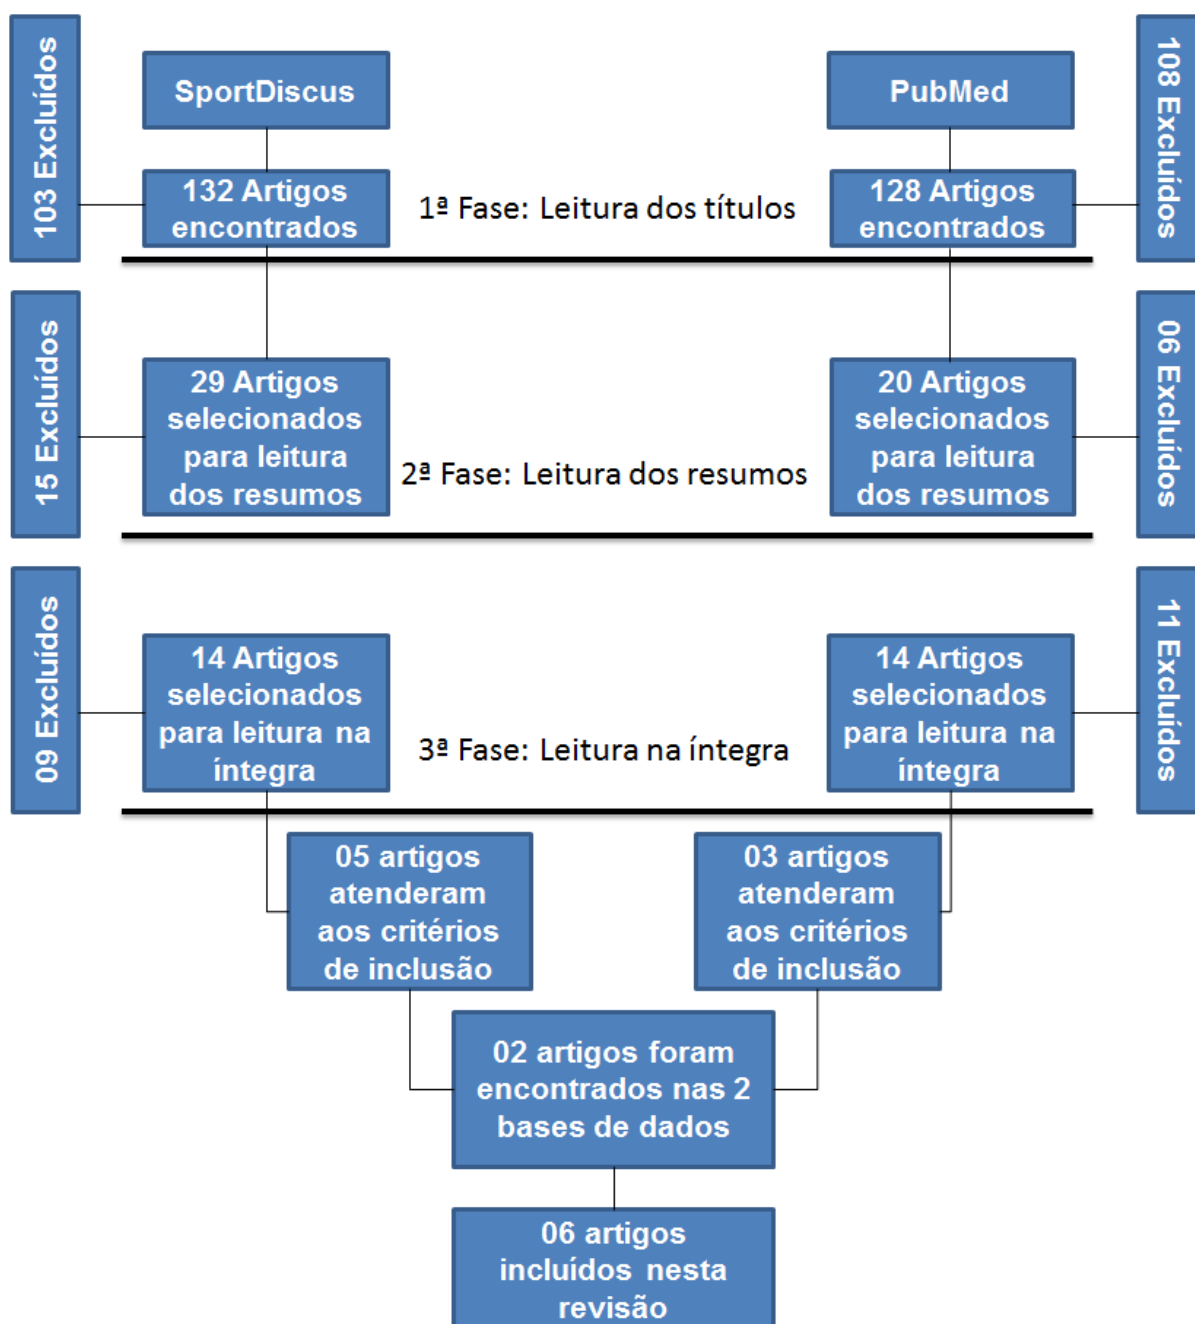 SportDiscus
PubMed
103 Excluídos
132 Artigos
encontrados
1ª Fase: Leitura dos títulos
128 Artigos
encontrados
108 Excluídos
15 Excluídos
29 Artigos
selecionados
para leitura
dos resumos
2ª Fase: Leitura dos resumos
20 Artigos
selecionados
para leitura
dos resumos
06 Excluídos
09 Excluídos
14 Artigos
selecionados
para leitura na
íntegra
3ª Fase: Leitura na íntegra
14 Artigos
selecionados
para leitura na
íntegra
11 Excluídos
05 artigos
atenderam
aos critérios
de inclusão
03 artigos
atenderam
aos critérios
de inclusão
02 artigos foram
encontrados nas 2
bases de dados
06 artigos
incluídos nesta
revisão